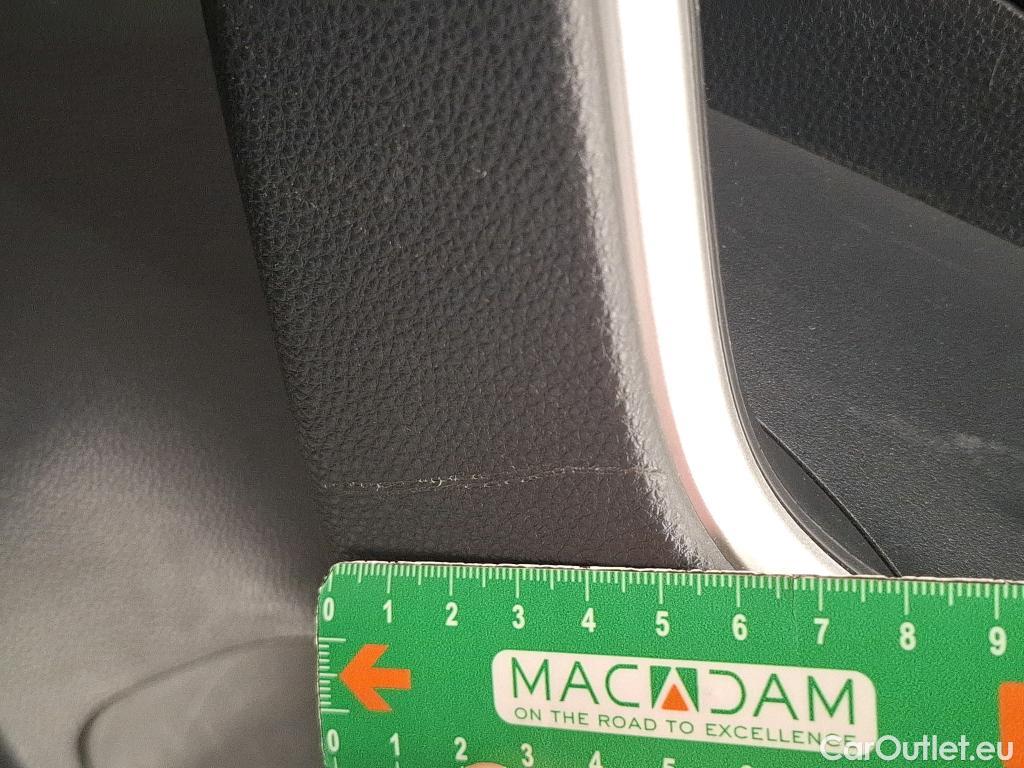 0 1 2 3 4 5 6 7 8 9
MACADAM
ON THE ROAD TO EXCELLENCE
0 1 2 3 4 5 6
CarOutlet.eu